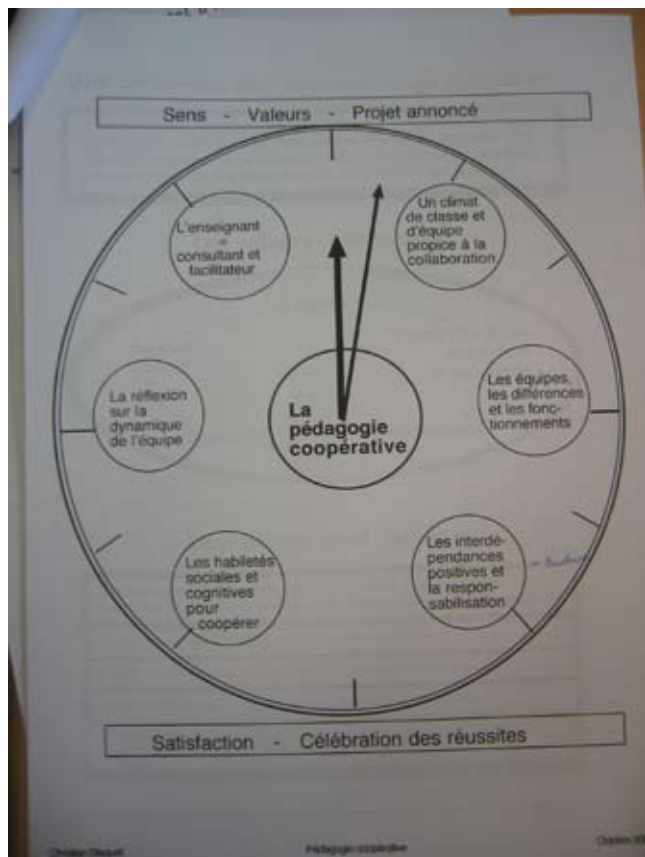 Sens - Valeurs - Projet annoncé
L'enseignant
=
consultant et
facilitateur
Un climat
de classe et
d'équipe
propice à la
collaboration
La réflexion
sur la
dynamique
de l'équipe
La
pédagogie
coopérative
Les équipes,
les différences
et les fonc-
tionnements
Les habiletés
sociales et
cognitives
pour
coopérer
Les interdé-
pendances
positives et
la respon-
sabilisation
Satisfaction - Célébration des réussites
Pédagogie coopérative